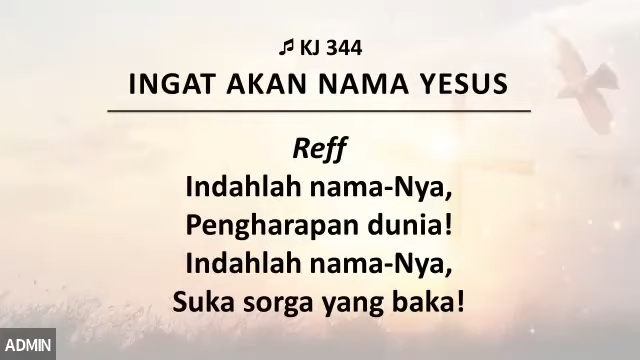 ♫ KJ 344
INGAT AKAN NAMA YESUS
Reff
Indahlah nama-Nya,
Pengharapan dunia!
Indahlah nama-Nya,
Suka sorga yang baka!
ADMIN